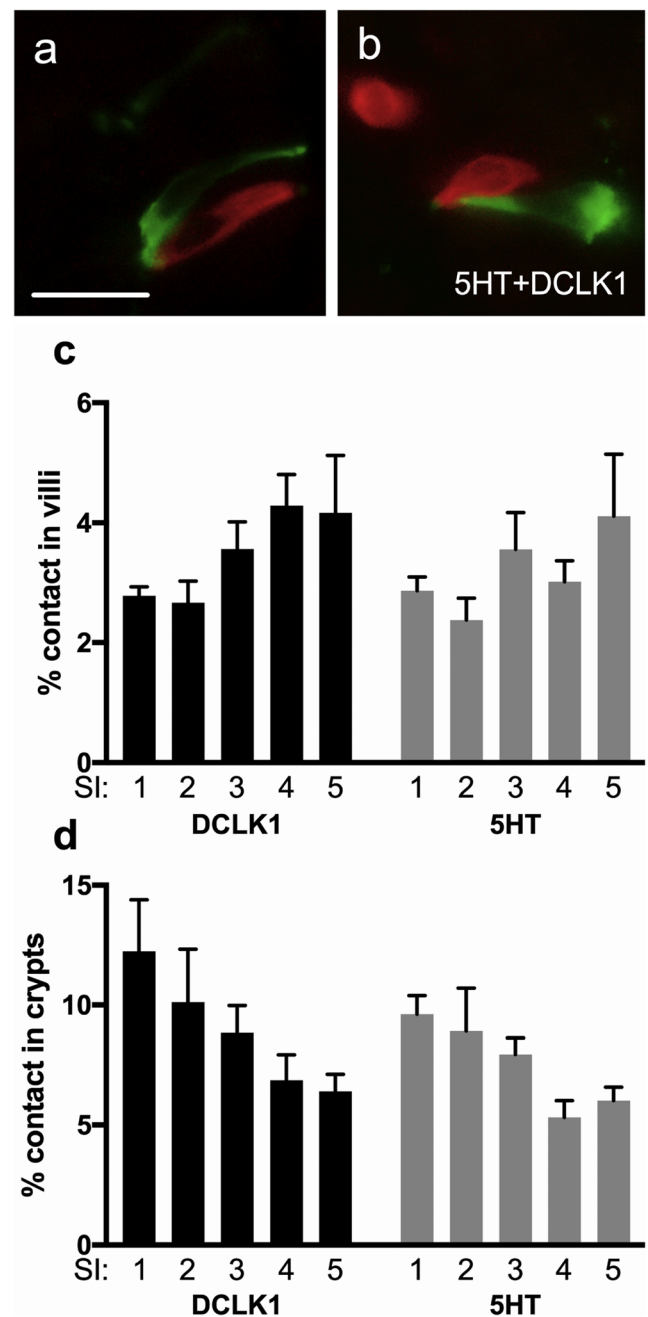 a
b
5HT+DCLK1
c
6
4
2
0
% contact in villi
SI: 1 2 3 4 5 1 2 3 4 5
DCLK1 5HT
d
15
10
5
0
% contact in crypts
SI: 1 2 3 4 5 1 2 3 4 5
DCLK1 5HT